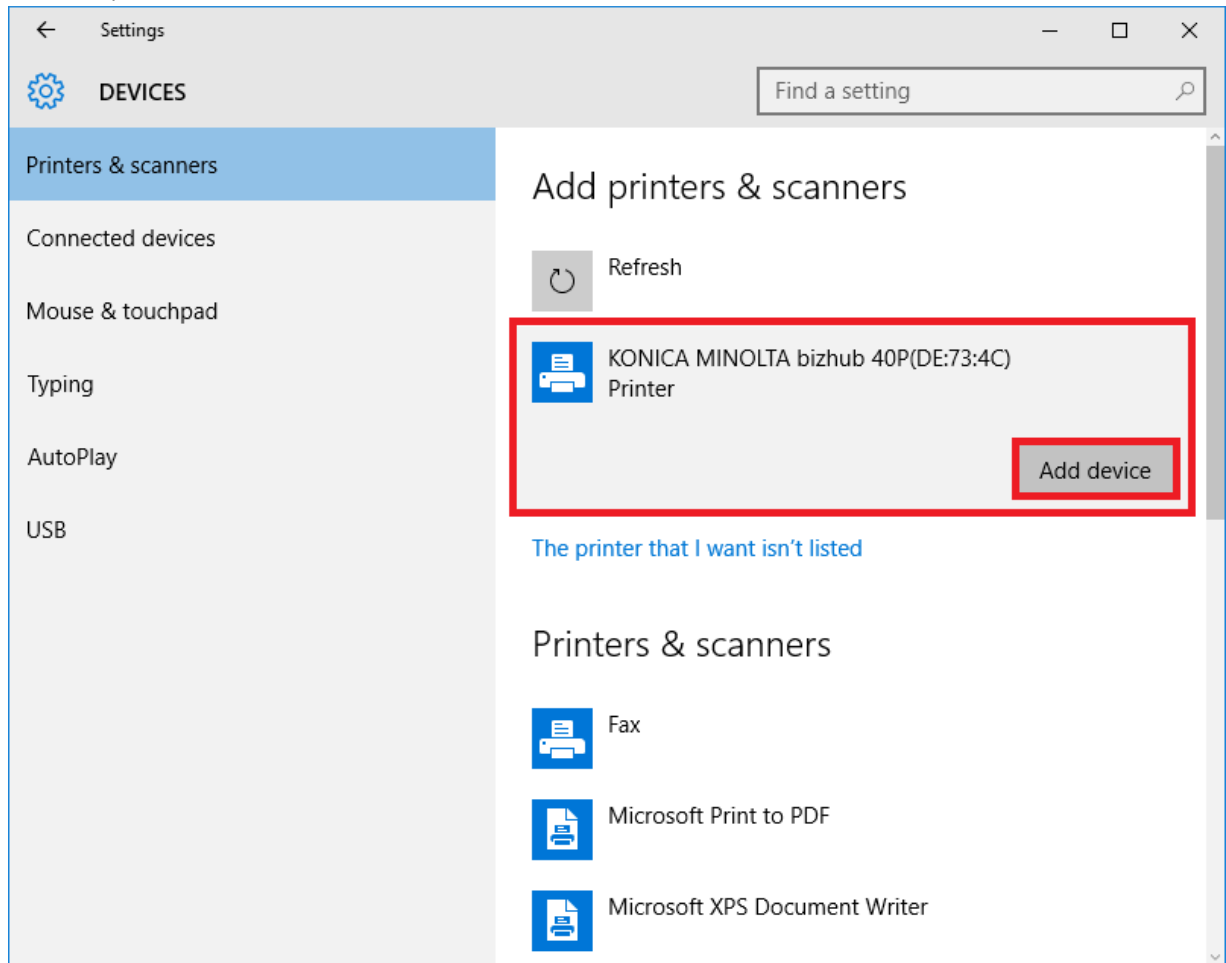 Settings
DEVICES
Find a setting
Printers & scanners
Connected devices
Mouse & touchpad
Typing
AutoPlay
USB
Add printers & scanners
Refresh
KONICA MINOLTA bizhub 40P(DE:73:4C)
Printer
Add device
The printer that I want isn’t listed
Printers & scanners
Fax
Microsoft Print to PDF
Microsoft XPS Document Writer